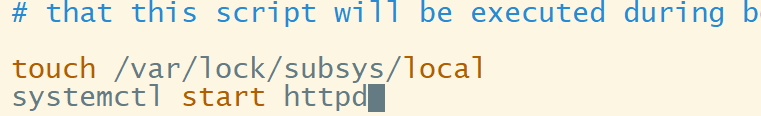 # that this script will be executed during b
touch /var/lock/subsys/local
systemctl start httpd